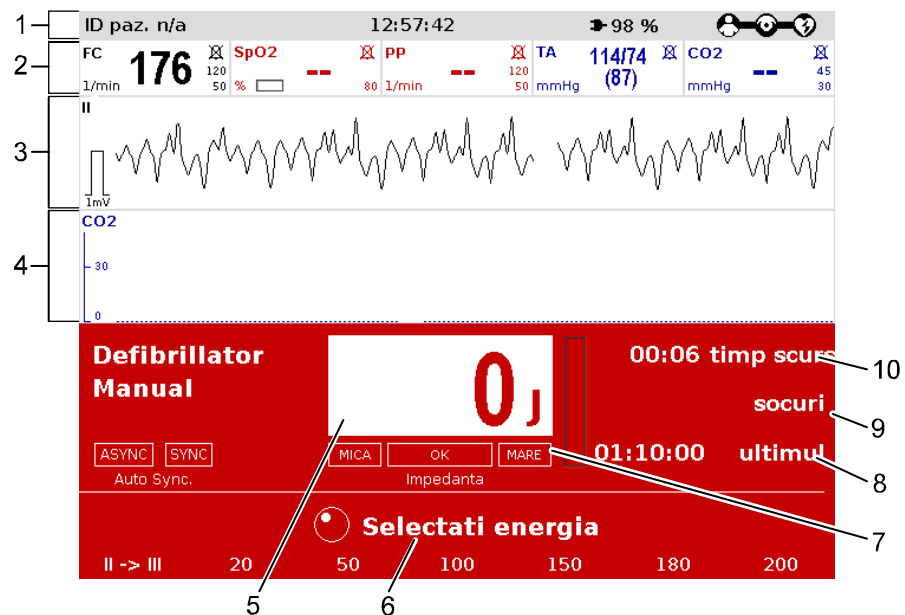 1 ID paz. n/a 12:57:42 98 %
2 FC 176 1/min 120 50 SpO2 -- % 80 PP -- 1/min 120 50 TA 114/74 (87) mmHg CO2 -- mmHg 45 30
3 II 1mV
4 CO2
30
0
Defibrillator 0 J 00:06 timp scurs 10
Manual socuri 9
ASYNC SYNC MICA OK MARE 01:10:00 ultimul 8
Auto Sync. Impedanta 7
Selectati energia
II -> III 20 50 100 150 180 200
5 6